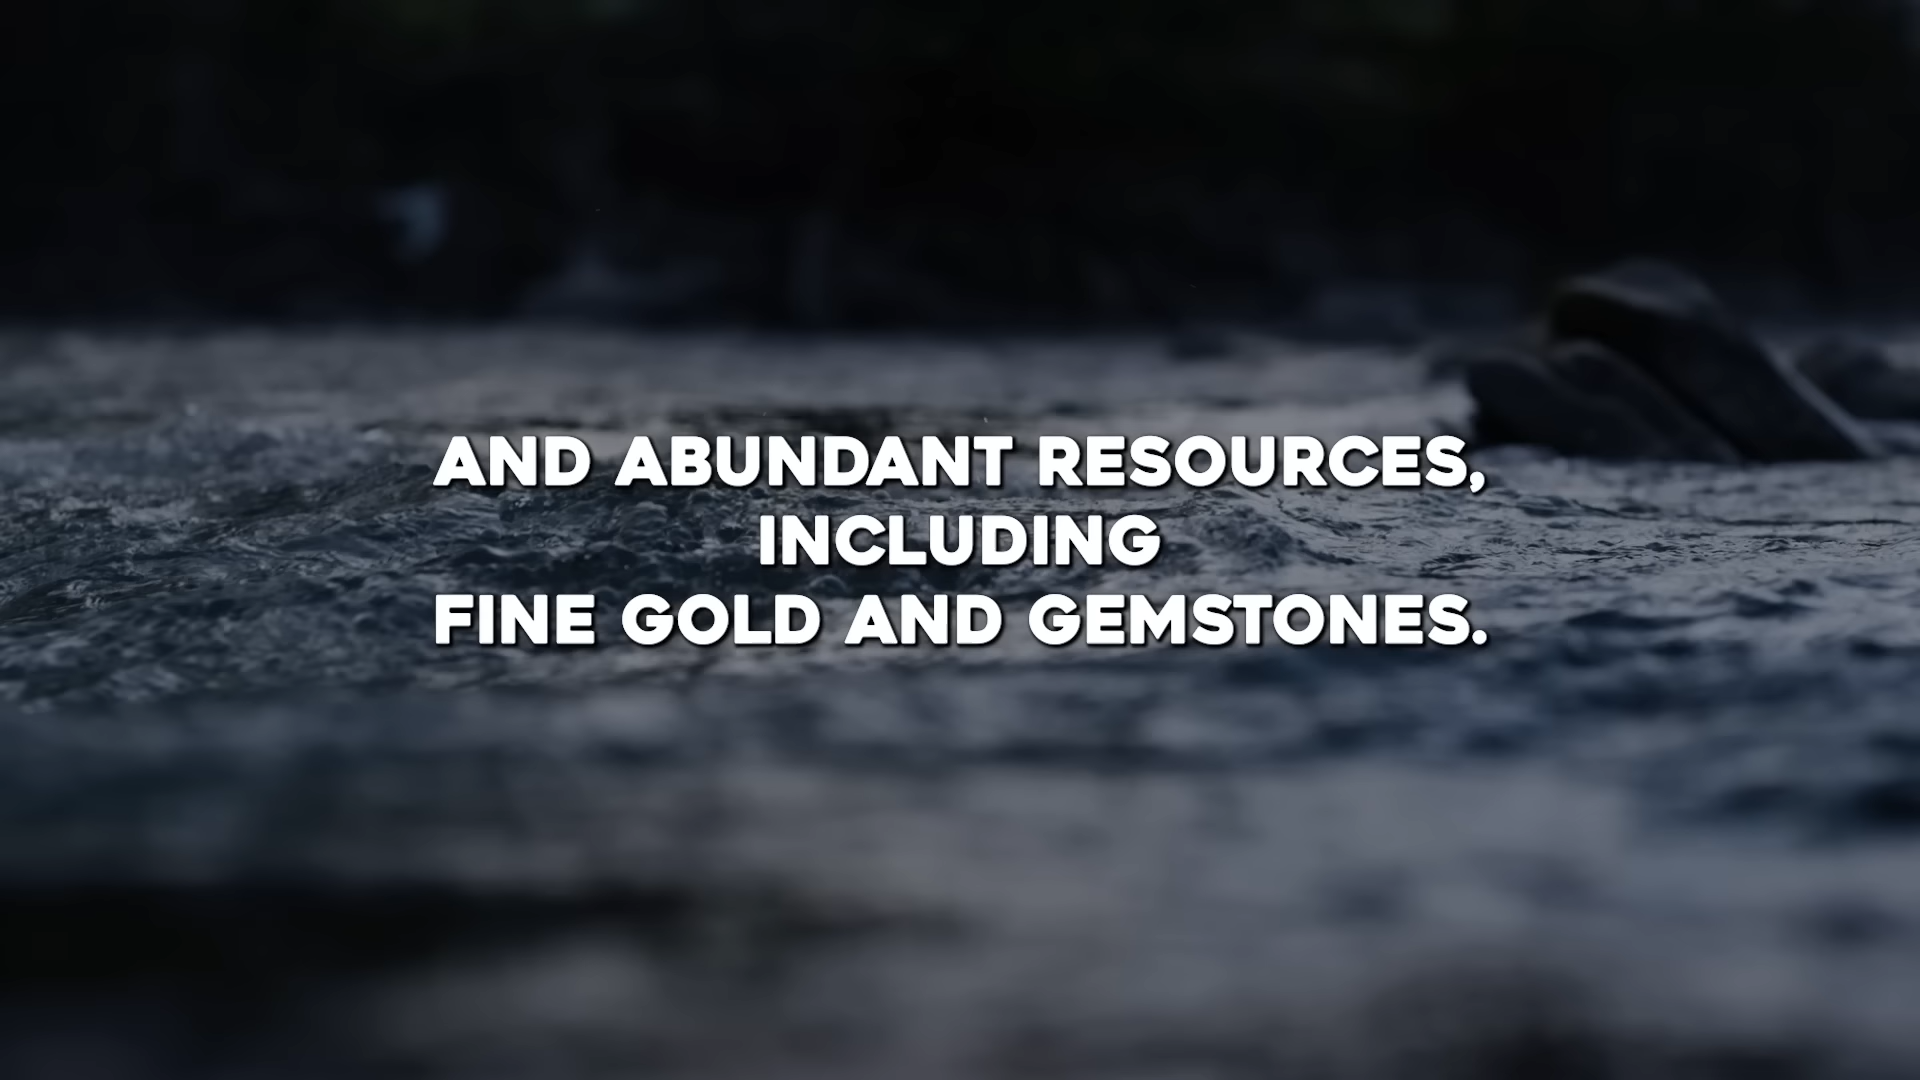 AND ABUNDANT RESOURCES,
INCLUDING
FINE GOLD AND GEMSTONES.